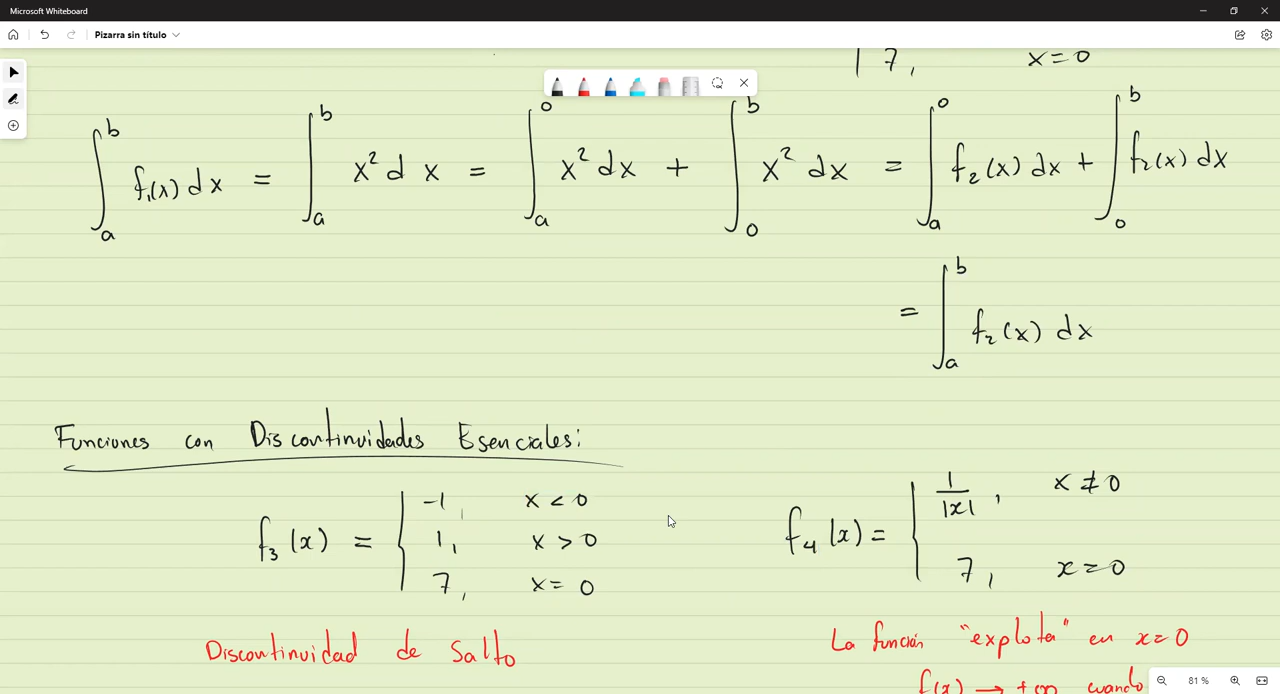 Microsoft Whiteboard
Pizarra sin título
7, x = 0
∫_a^b f₁(x) dx = ∫_a^b x² dx = ∫_a^0 x² dx + ∫_0^b x² dx = ∫_a^0 f₂(x) dx + ∫_0^b f₂(x) dx
= ∫_a^b f₂(x) dx
Funciones con Discontinuidades Esenciales:
f₃(x) = { -1, x < 0
1, x > 0
7, x = 0
f₄(x) = { 1/|x|, x ≠ 0
7, x = 0
Discontinuidad de Salto
La función "explota" en x = 0
f(x) → +∞ cuando
81 %